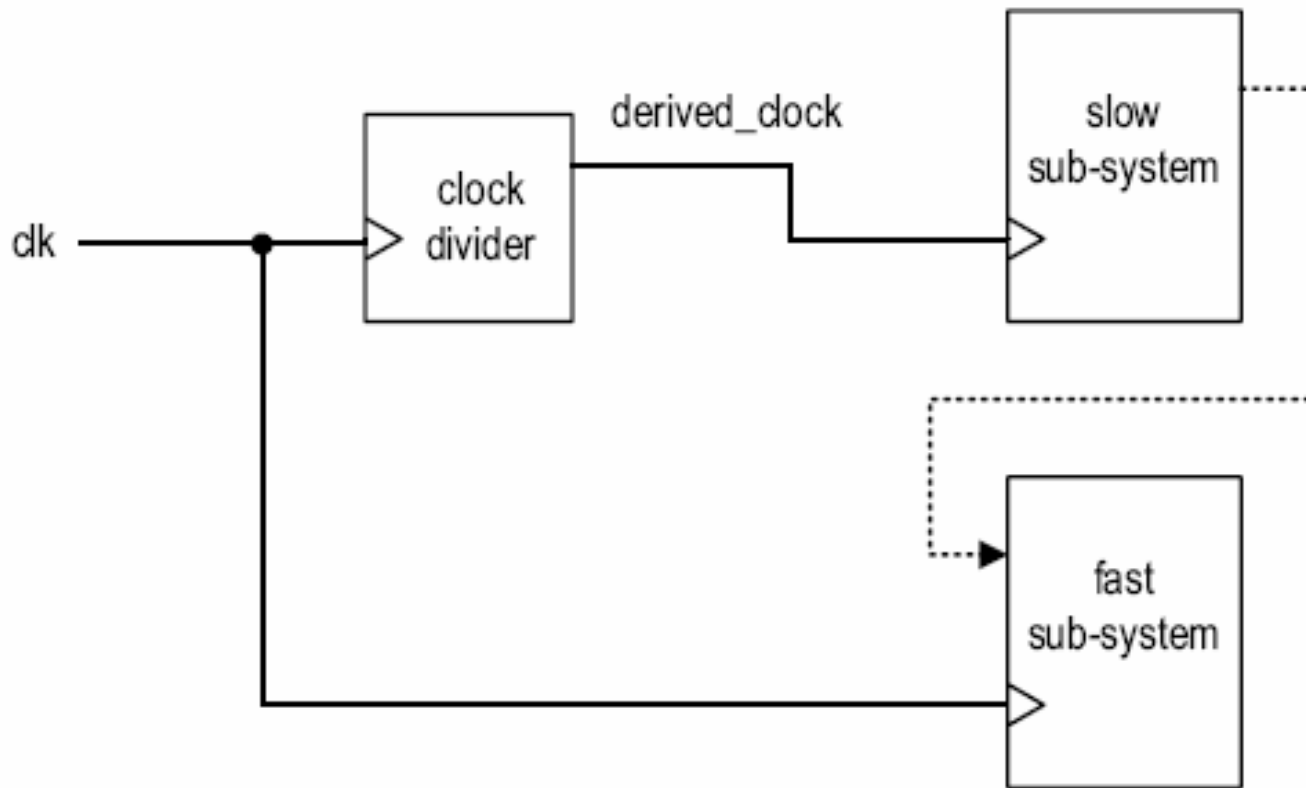 clk
clock
divider
derived_clock
slow
sub-system
fast
sub-system